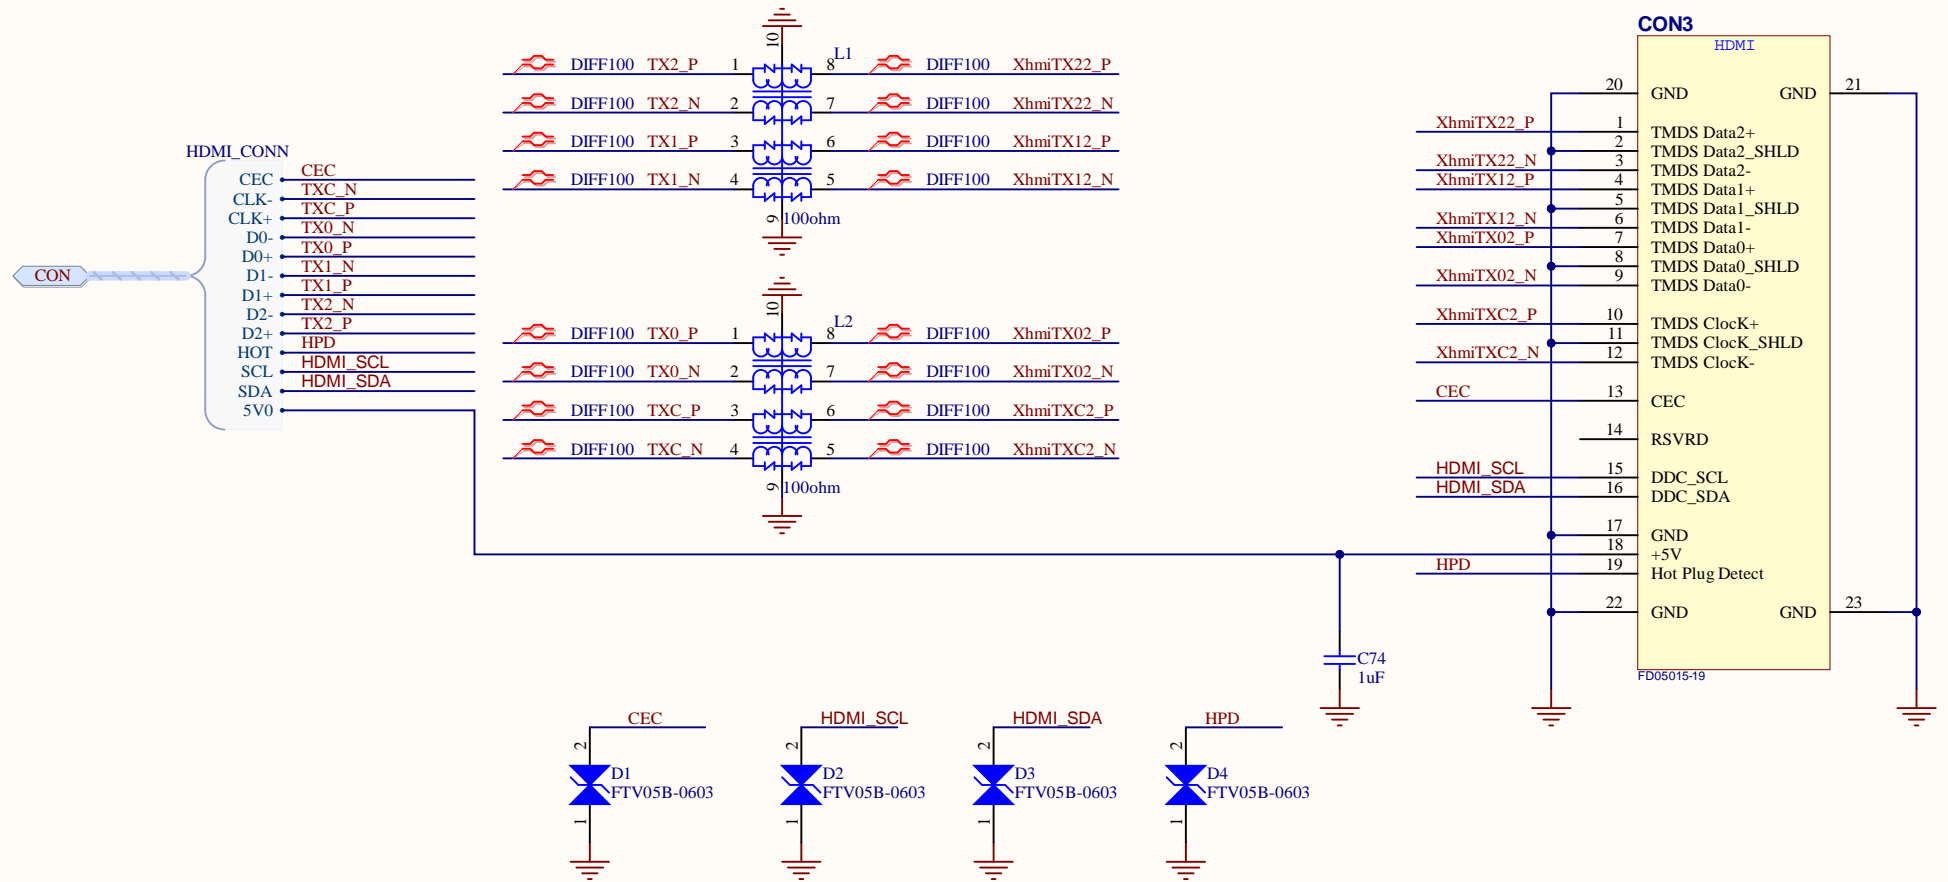 HDMI_CONN
CON
CEC CEC
CLK- TXC_N
CLK+ TXC_P
D0- TX0_N
D0+ TX0_P
D1- TX1_N
D1+ TX1_P
D2- TX2_N
D2+ TX2_P
HOT HPD
SCL HDMI_SCL
SDA HDMI_SDA
5V0
10
L1
DIFF100 TX2_P 1 8 DIFF100 XhmiTX22_P
DIFF100 TX2_N 2 7 DIFF100 XhmiTX22_N
DIFF100 TX1_P 3 6 DIFF100 XhmiTX12_P
DIFF100 TX1_N 4 5 DIFF100 XhmiTX12_N
9 100ohm
10
L2
DIFF100 TX0_P 1 8 DIFF100 XhmiTX02_P
DIFF100 TX0_N 2 7 DIFF100 XhmiTX02_N
DIFF100 TXC_P 3 6 DIFF100 XhmiTXC2_P
DIFF100 TXC_N 4 5 DIFF100 XhmiTXC2_N
9 100ohm
CON3
HDMI
20 GND GND 21
XhmiTX22_P 1 TMDS Data2+
2 TMDS Data2_SHLD
XhmiTX22_N 3 TMDS Data2-
XhmiTX12_P 4 TMDS Data1+
5 TMDS Data1_SHLD
XhmiTX12_N 6 TMDS Data1-
XhmiTX02_P 7 TMDS Data0+
8 TMDS Data0_SHLD
XhmiTX02_N 9 TMDS Data0-
XhmiTXC2_P 10 TMDS ClocK+
11 TMDS ClocK_SHLD
XhmiTXC2_N 12 TMDS ClocK-
CEC 13 CEC
14 RSVRD
HDMI_SCL 15 DDC_SCL
HDMI_SDA 16 DDC_SDA
17 GND
18 +5V
HPD 19 Hot Plug Detect
22 GND GND 23
FD05015-19
C74
1uF
CEC
2
D1
FTV05B-0603
1
HDMI_SCL
2
D2
FTV05B-0603
1
HDMI_SDA
2
D3
FTV05B-0603
1
HPD
2
D4
FTV05B-0603
1